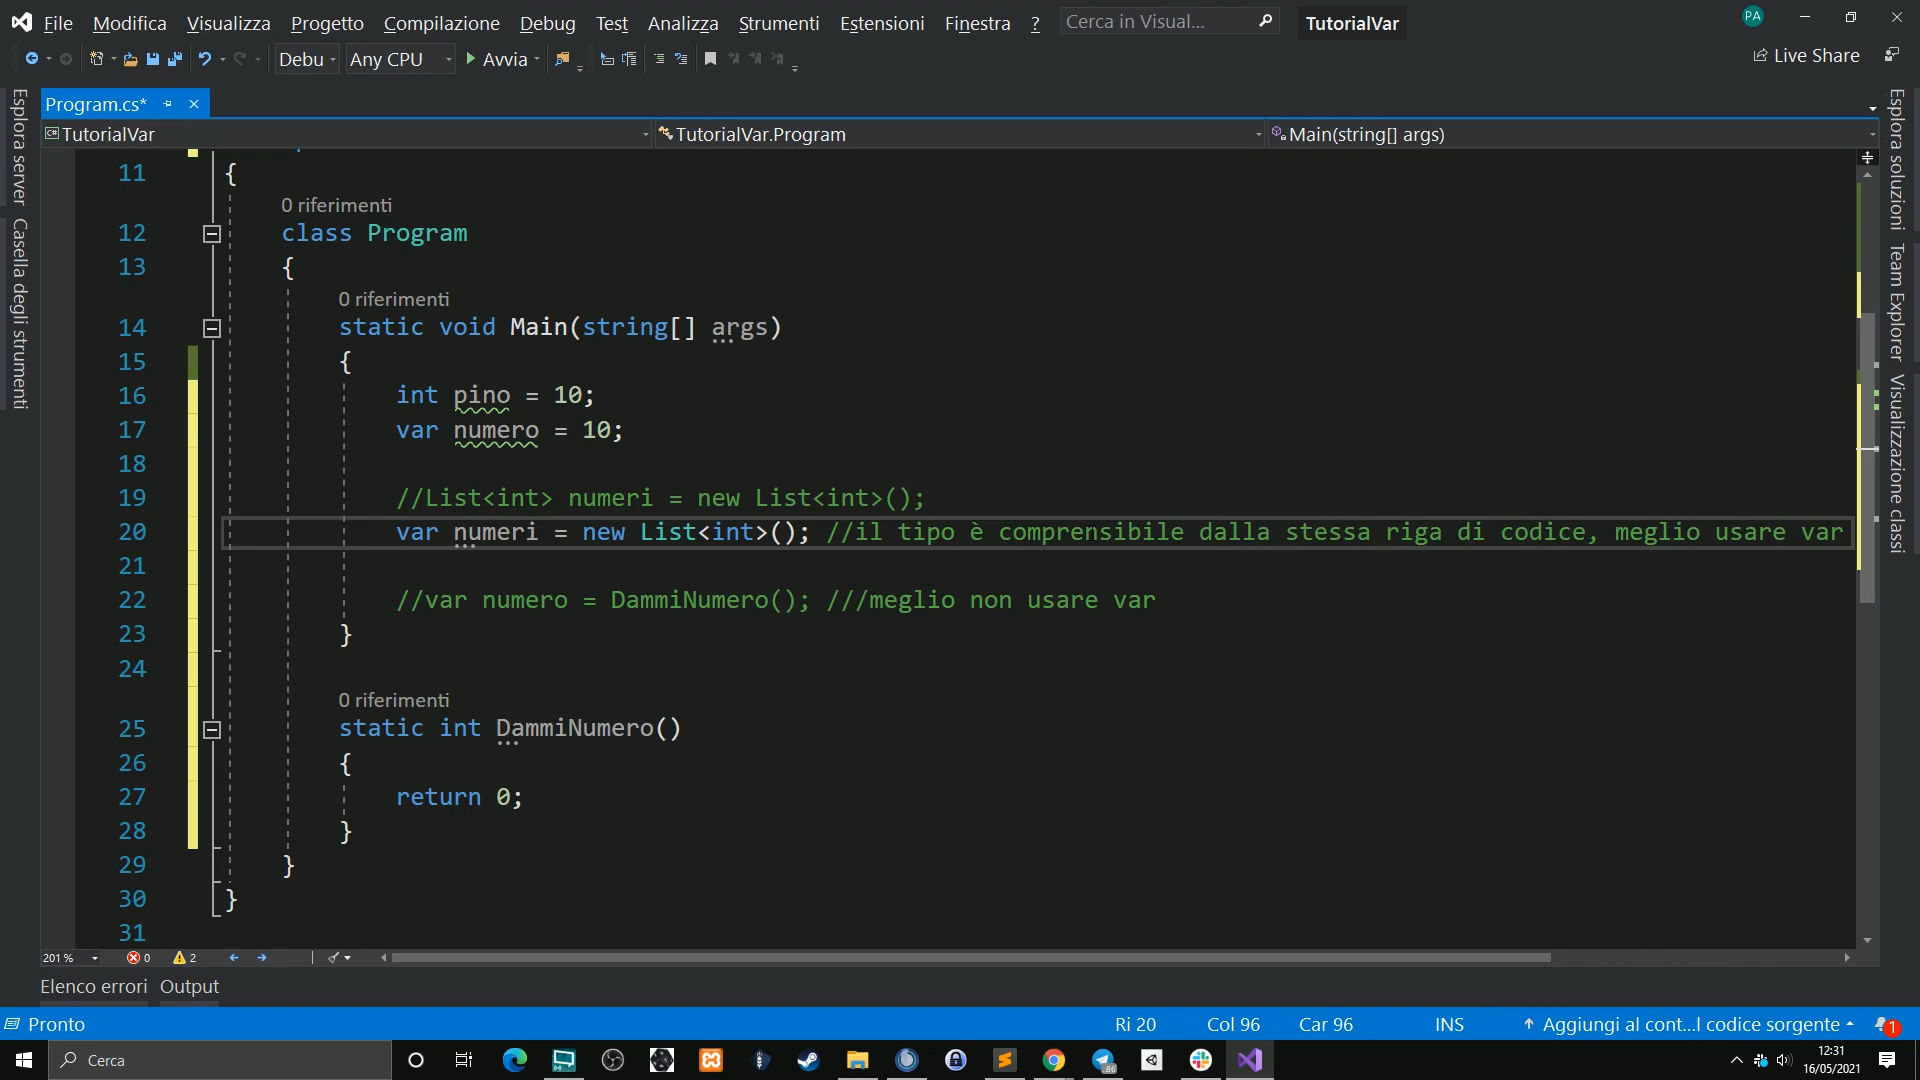 File Modifica Visualizza Progetto Compilazione Debug Test Analizza Strumenti Estensioni Finestra ? Cerca in Visual... TutorialVar PA
Debu Any CPU Avvia Live Share
Program.cs*
TutorialVar TutorialVar.Program Main(string[] args)
Esplora server
Casella degli strumenti
Esplora soluzioni
Team Explorer
Visualizzazione classi
11 {
0 riferimenti
12 class Program
13 {
0 riferimenti
14 static void Main(string[] args)
15 {
16 int pino = 10;
17 var numero = 10;
18
19 //List<int> numeri = new List<int>();
20 var numeri = new List<int>(); //il tipo è comprensibile dalla stessa riga di codice, meglio usare var
21
22 //var numero = DammiNumero(); ///meglio non usare var
23 }
24
0 riferimenti
25 static int DammiNumero()
26 {
27 return 0;
28 }
29 }
30 }
31
201 % 0 2
Elenco errori Output
Pronto Ri 20 Col 96 Car 96 INS Aggiungi al cont...l codice sorgente 1
Cerca 86 12:31
16/05/2021